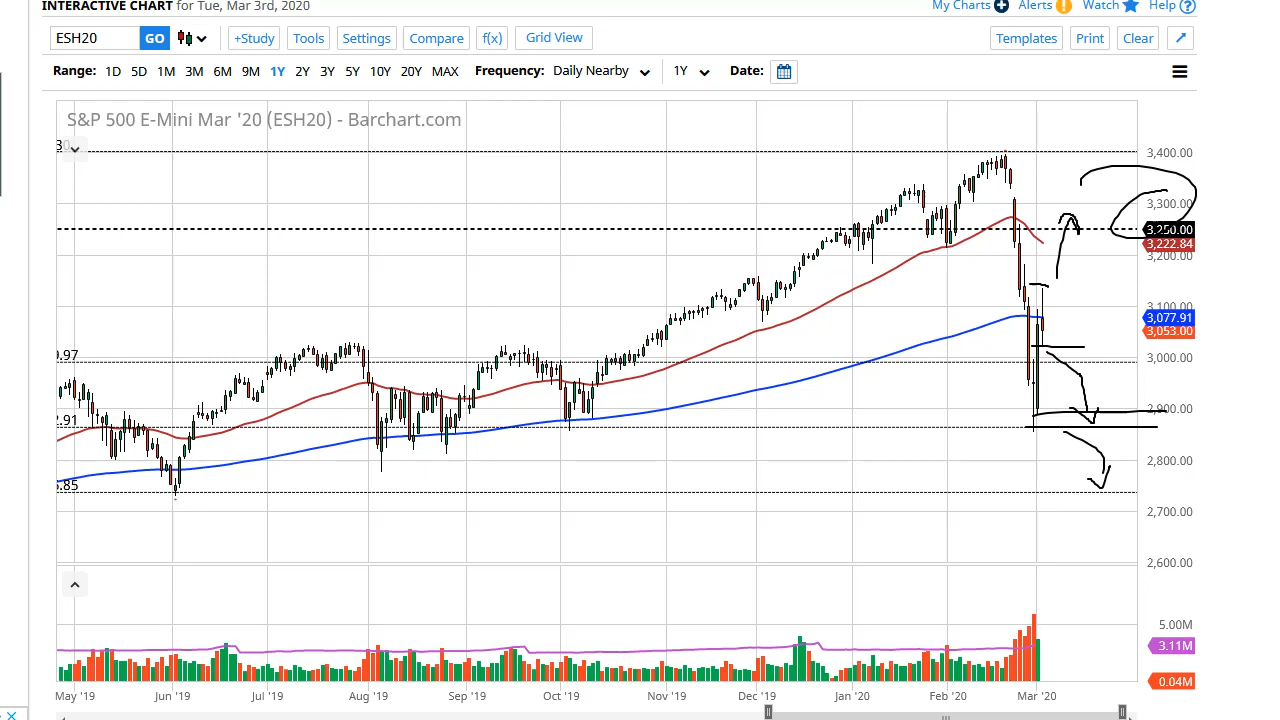 INTERACTIVE CHART for Tue, Mar 3rd, 2020
My Charts Alerts Watch Help
ESH20 GO +Study Tools Settings Compare f(x) Grid View Templates Print Clear
Range: 1D 5D 1M 3M 6M 9M 1Y 2Y 3Y 5Y 10Y 20Y MAX Frequency: Daily Nearby 1Y Date:
S&P 500 E-Mini Mar '20 (ESH20) - Barchart.com
3,400.00
3,300.00
3,250.00
3,222.84
3,200.00
3,100.00
3,077.91
3,053.00
3,000.00
2,900.00
2,800.00
2,700.00
2,600.00
5.00M
3.11M
0.04M
May '19 Jun '19 Jul '19 Aug '19 Sep '19 Oct '19 Nov '19 Dec '19 Jan '20 Feb '20 Mar '20